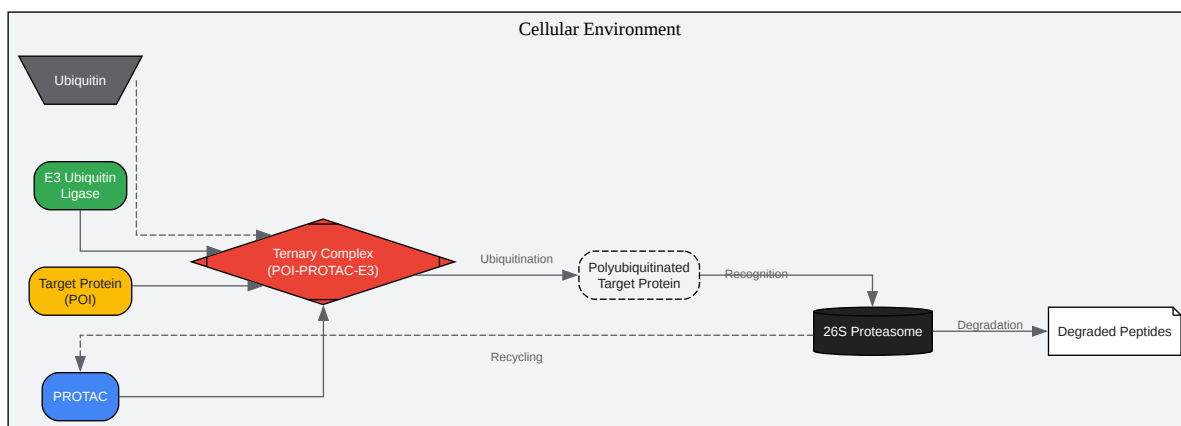 Cellular Environment
Ubiquitin
E3 Ubiquitin
Ligase
Target Protein
(POI)
PROTAC
Ternary Complex
(POI-PROTAC-E3)
Ubiquitination
Polyubiquitinated
Target Protein
Recognition
26S Proteasome
Recycling
Degradation
Degraded Peptides